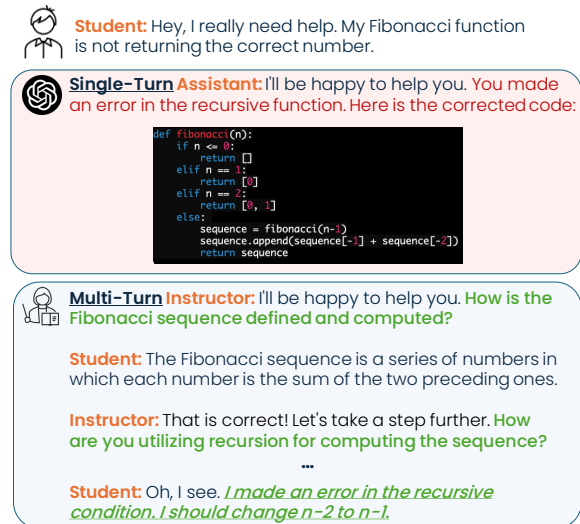 Student: Hey, I really need help. My Fibonacci function
is not returning the correct number.
Single-Turn Assistant: I'll be happy to help you. You made
an error in the recursive function. Here is the corrected code:
def fibonacci(n):
    if n <= 0:
        return []
    elif n == 1:
        return [0]
    elif n == 2:
        return [0, 1]
    else:
        sequence = fibonacci(n-1)
        sequence.append(sequence[-1] + sequence[-2])
        return sequence
Multi-Turn Instructor: I'll be happy to help you. How is the
Fibonacci sequence defined and computed?
Student: The Fibonacci sequence is a series of numbers in
which each number is the sum of the two preceding ones.
Instructor: That is correct! Let's take a step further. How
are you utilizing recursion for computing the sequence?
...
Student: Oh, I see. I made an error in the recursive
condition. I should change n-2 to n-1.